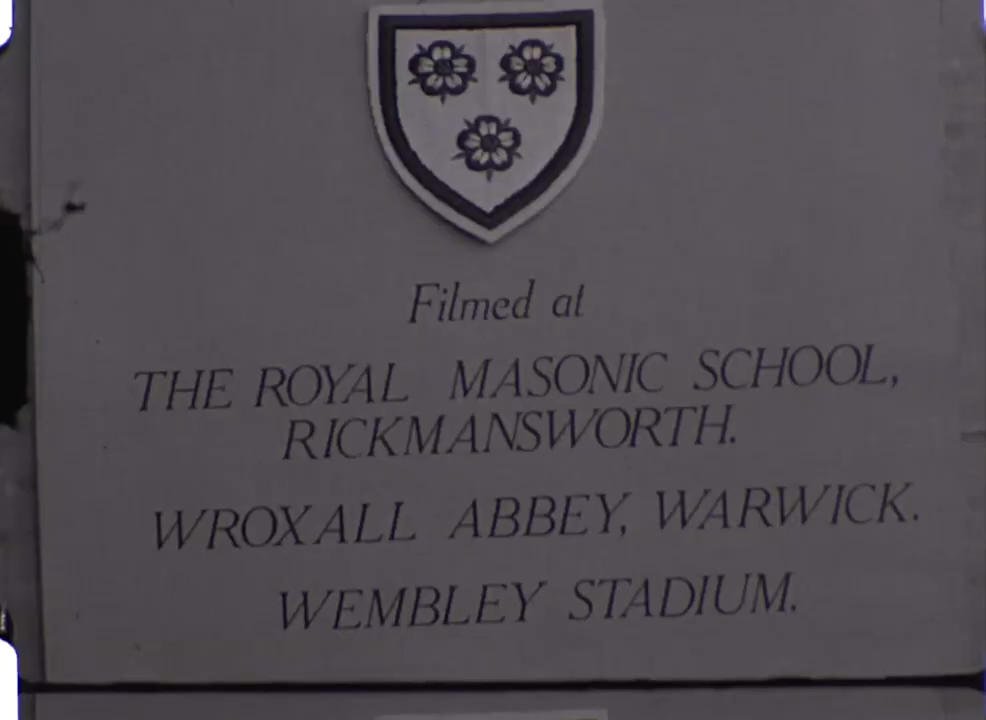 Filmed at
THE ROYAL MASONIC SCHOOL,
RICKMANSWORTH.
WROXALL ABBEY, WARWICK.
WEMBLEY STADIUM.